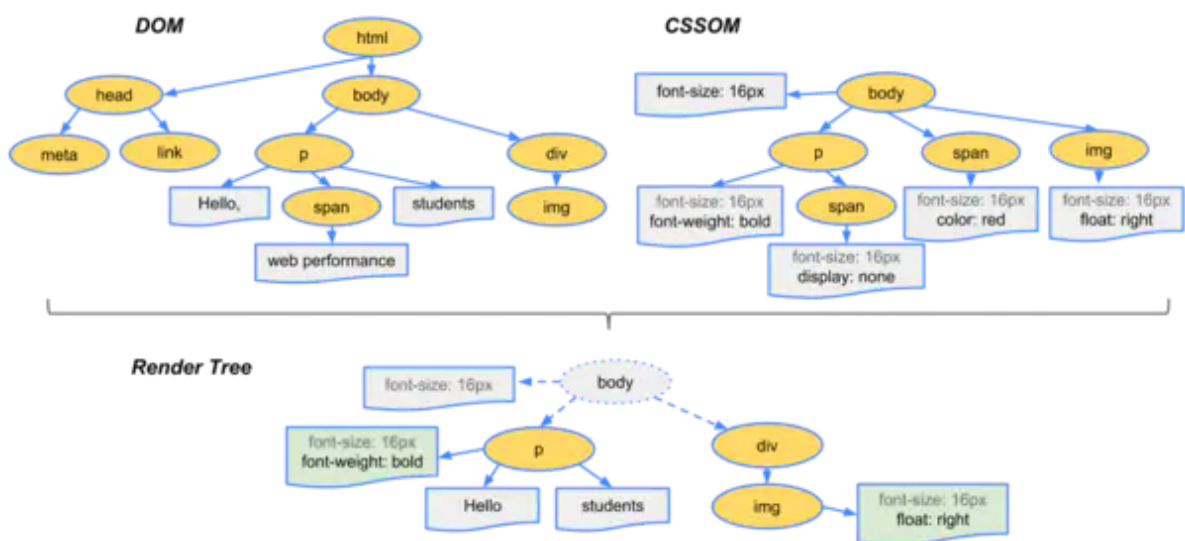 DOM
html
head
body
meta
link
p
div
Hello,
span
students
img
web performance
CSSOM
font-size: 16px
body
p
span
img
font-size: 16px
font-weight: bold
span
font-size: 16px
color: red
font-size: 16px
float: right
font-size: 16px
display: none
Render Tree
font-size: 16px
body
font-size: 16px
font-weight: bold
p
div
Hello
students
img
font-size: 16px
float: right